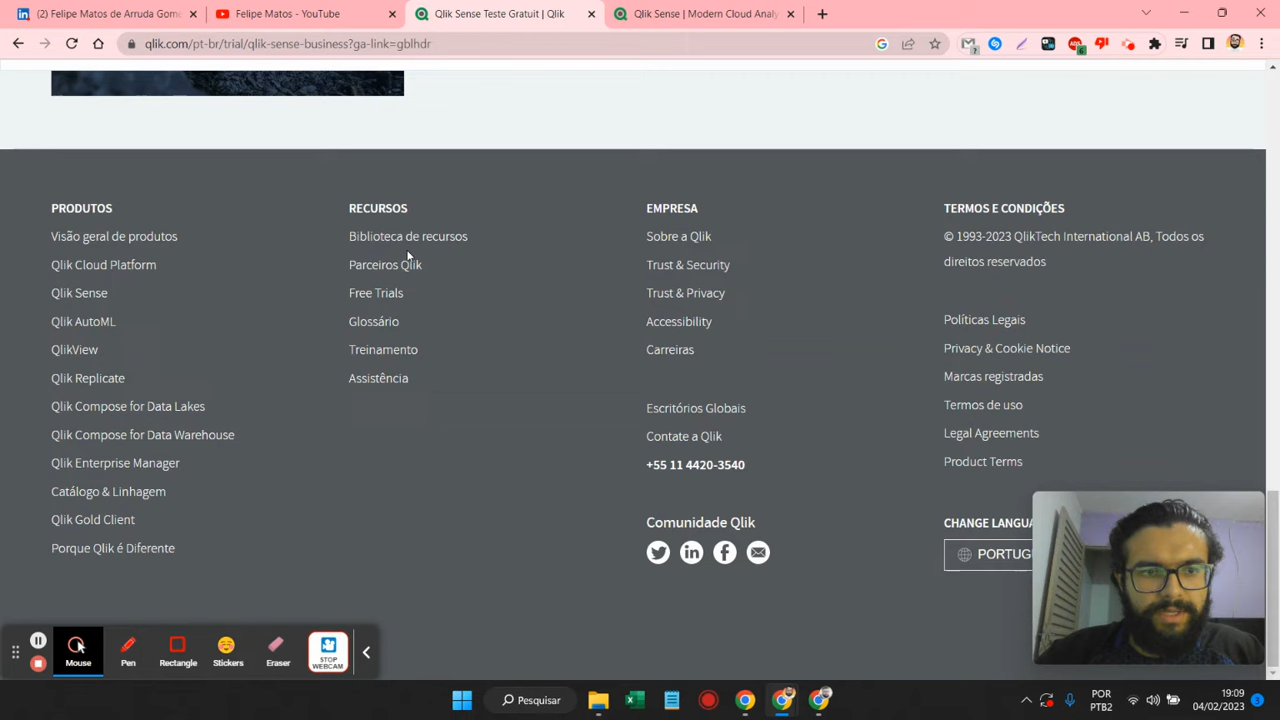 (2) Felipe Matos de Arruda Gom
Felipe Matos - YouTube
Qlik Sense Teste Gratuit | Qlik
Qlik Sense | Modern Cloud Analy
qlik.com/pt-br/trial/qlik-sense-business?ga-link=gblhdr
PRODUTOS
Visão geral de produtos
Qlik Cloud Platform
Qlik Sense
Qlik AutoML
QlikView
Qlik Replicate
Qlik Compose for Data Lakes
Qlik Compose for Data Warehouse
Qlik Enterprise Manager
Catálogo & Linhagem
Qlik Gold Client
Porque Qlik é Diferente
RECURSOS
Biblioteca de recursos
Parceiros Qlik
Free Trials
Glossário
Treinamento
Assistência
EMPRESA
Sobre a Qlik
Trust & Security
Trust & Privacy
Accessibility
Carreiras
Escritórios Globais
Contate a Qlik
+55 11 4420-3540
Comunidade Qlik
TERMOS E CONDIÇÕES
© 1993-2023 QlikTech International AB, Todos os
direitos reservados
Políticas Legais
Privacy & Cookie Notice
Marcas registradas
Termos de uso
Legal Agreements
Product Terms
CHANGE LANGUA
PORTUG
Mouse
Pen
Rectangle
Stickers
Eraser
STOP
WEBCAM
Pesquisar
POR
PTB2
19:09
04/02/2023
3